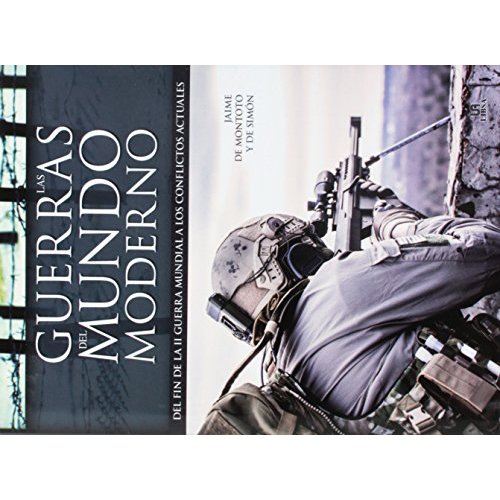 LAS
GUERRAS
DEL
MUNDO
MODERNO
DEL FIN DE LA II GUERRA MUNDIAL A LOS CONFLICTOS ACTUALES
JAIME
DE MONTOTO
Y DE SIMÓN
LIBSA